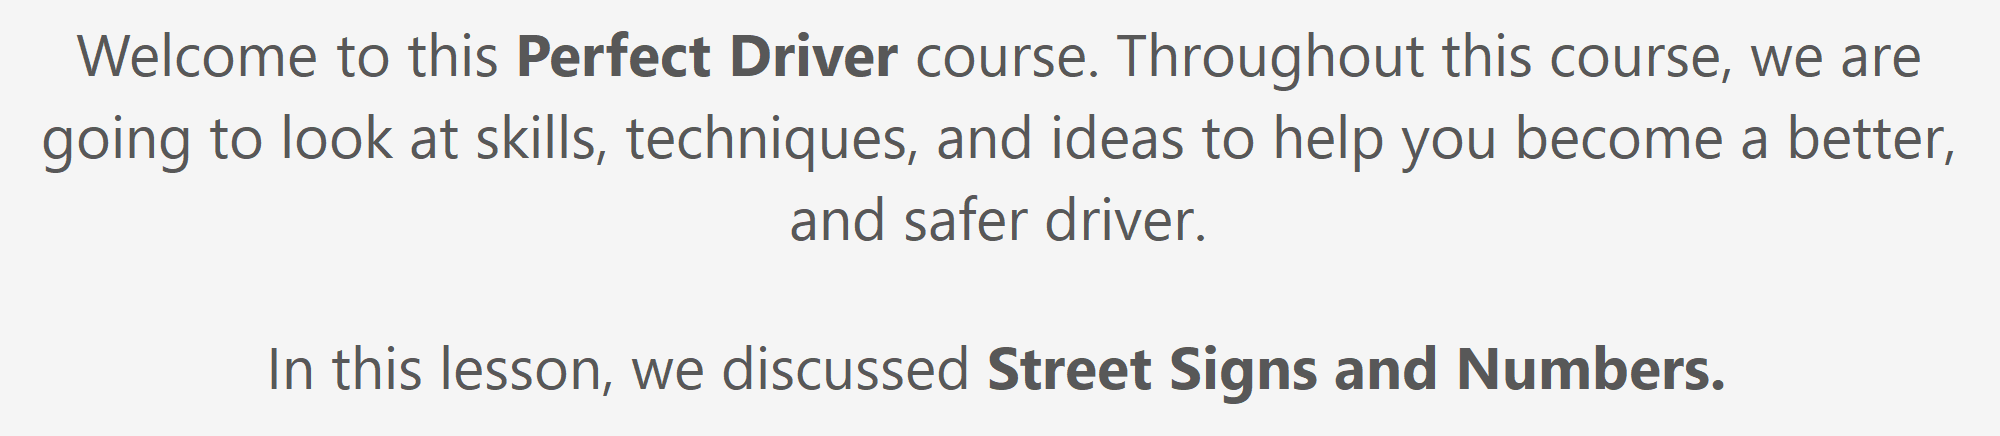 Welcome to this Perfect Driver course. Throughout this course, we are
going to look at skills, techniques, and ideas to help you become a better,
and safer driver.
In this lesson, we discussed Street Signs and Numbers.